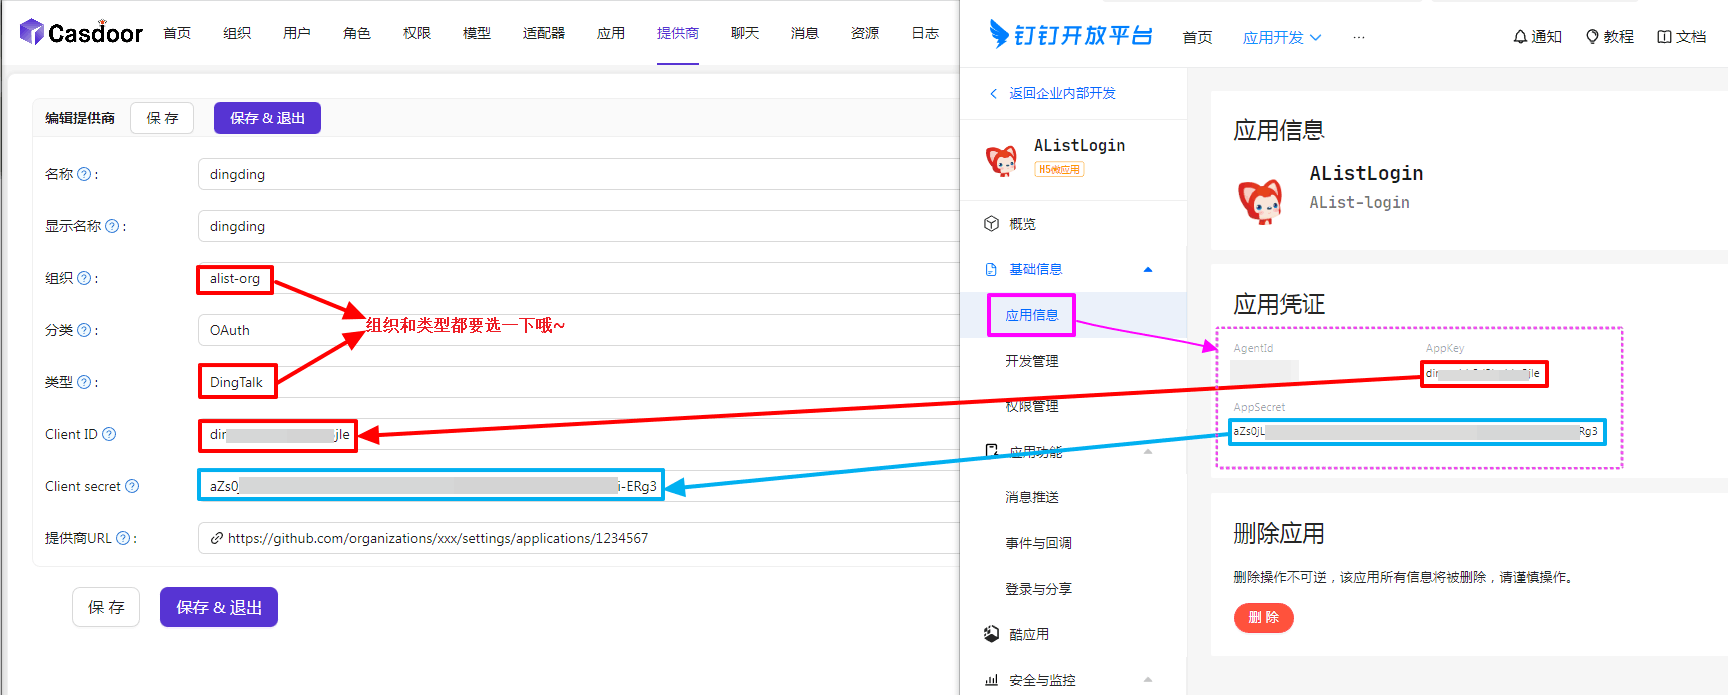 Casdoor 首页 组织 用户 角色 权限 模型 适配器 应用 提供商 聊天 消息 资源 日志
编辑提供商 保 存 保存 & 退出
名称 ? : dingding
显示名称 ? : dingding
组织 ? : alist-org
组织和类型都要选一下哦~
分类 ? : OAuth
类型 ? : DingTalk
Client ID ? din jle
Client secret ? aZs0j i-ERg3
提供商URL ? : https://github.com/organizations/xxx/settings/applications/1234567
保 存 保存 & 退出
钉钉开放平台 首页 应用开发 ··· 通知 教程 文档
返回企业内部开发
AListLogin
H5微应用
概览
基础信息
应用信息
开发管理
权限管理
应用功能
消息推送
事件与回调
登录与分享
酷应用
安全与监控
应用信息
AListLogin
AList-login
应用凭证
AgentId AppKey
din jle
AppSecret
aZs0jL Rg3
删除应用
删除操作不可逆，该应用所有信息将被删除，请谨慎操作。
删 除